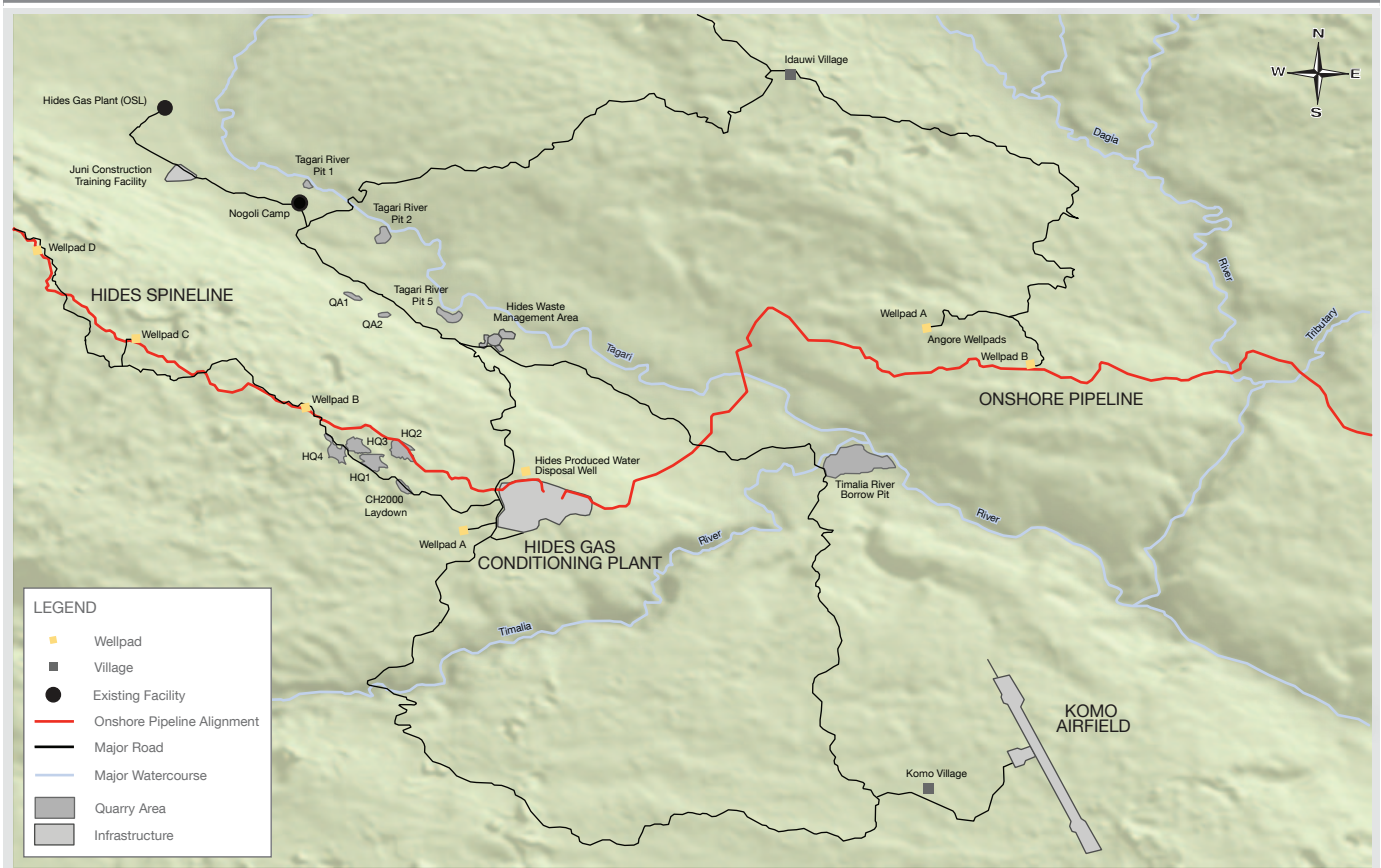 N
W
E
S
Idauwi Village
Hides Gas Plant (OSL)
Dagia
Tagari River
Pit 1
Juni Construction
Training Facility
Nogoli Camp
Tagari River
Pit 2
Wellpad D
River
HIDES SPINELINE
QA1
QA2
Tagari River
Pit 5
Hides Waste
Management Area
Wellpad A
Angore Wellpads
Tributary
Wellpad C
Tagari
Wellpad B
ONSHORE PIPELINE
Wellpad B
HQ2
HQ3
HQ4
HQ1
CH2000
Laydown
Hides Produced Water
Disposal Well
Timalia River
Borrow Pit
River
River
Wellpad A
HIDES GAS
CONDITIONING PLANT
Timalia
KOMO
AIRFIELD
Komo Village
LEGEND
Wellpad
Village
Existing Facility
Onshore Pipeline Alignment
Major Road
Major Watercourse
Quarry Area
Infrastructure